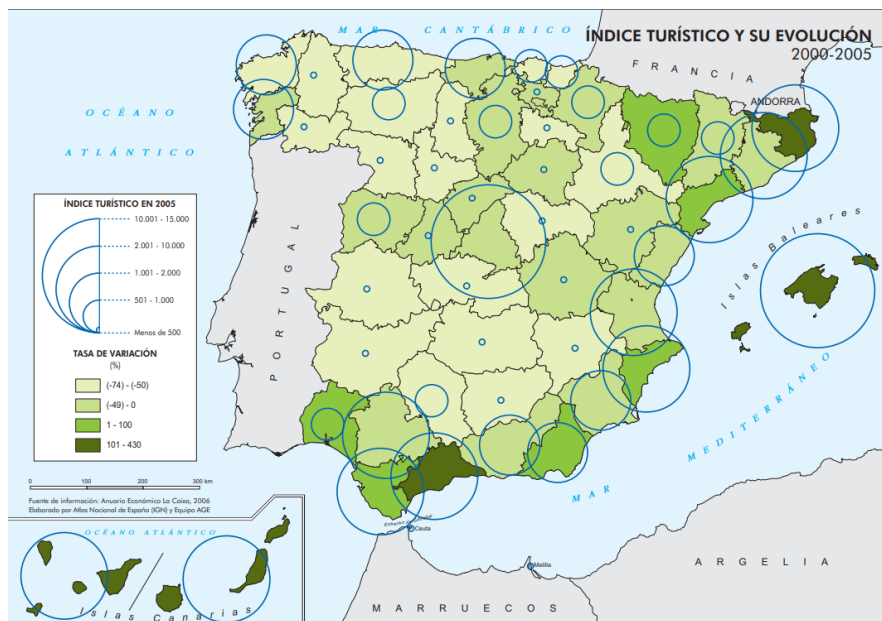 MAR CANTÁBRICO
ÍNDICE TURÍSTICO Y SU EVOLUCIÓN
2000-2005
FRANCIA
ANDORRA
OCÉANO
ATLÁNTICO
ÍNDICE TURÍSTICO EN 2005
10.001 - 15.000
2.001 - 10.000
1.001 - 2.000
501 - 1.000
Menos de 500
TASA DE VARIACIÓN
(%)
(-74) - (-50)
(-49) - 0
1 - 100
101 - 430
PORTUGAL
Islas Baleares
MAR MEDITERRÁNEO
0 100 200 300 km
Fuente de información: Anuario Económico La Caixa, 2006
Elaborado por Atlas Nacional de España (IGN) y Equipo AGE
OCÉANO ATLÁNTICO
Islas Canarias
Ceuta
Melilla
MARRUECOS
ARGELIA